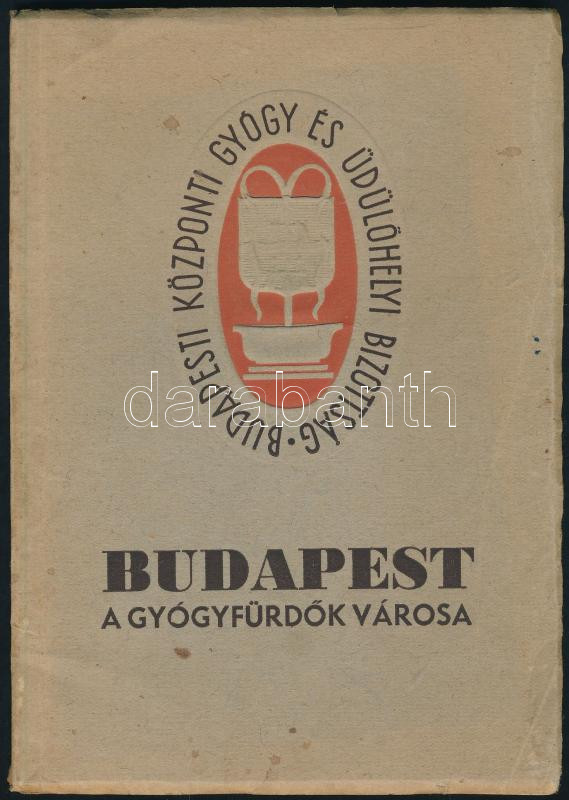 BUDAPESTI KÖZPONTI GYÓGY ÉS ÜDÜLŐHELYI BIZOTTSÁG •
darabanth
BUDAPEST
A GYÓGYFÜRDŐK VÁROSA